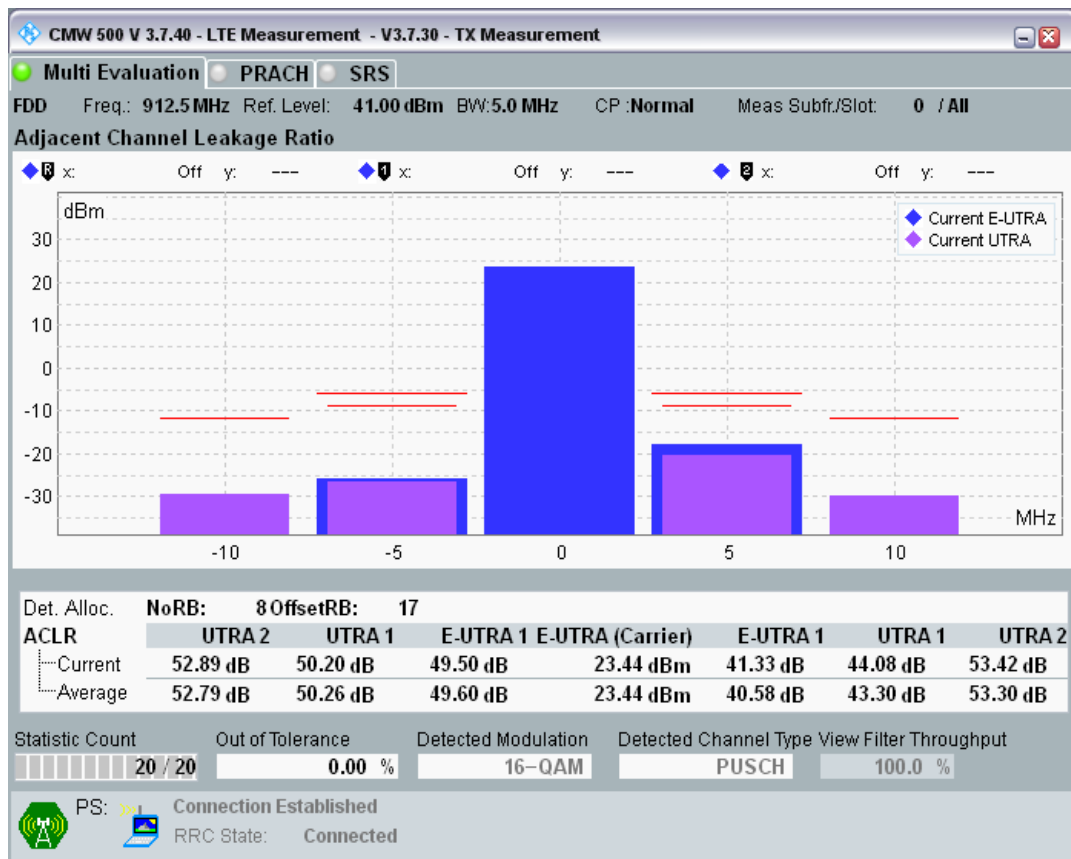 CMW 500 V 3.7.40 - LTE Measurement - V3.7.30 - TX Measurement
Multi Evaluation PRACH SRS
FDD Freq.: 912.5 MHz Ref. Level: 41.00 dBm BW:5.0 MHz CP :Normal Meas Subfr./Slot: 0 / All
Adjacent Channel Leakage Ratio
R x: Off y: --- 1 x: Off y: --- 2 x: Off y: ---
dBm
Current E-UTRA
Current UTRA
30
20
10
0
-10
-20
-30
MHz
-10 -5 0 5 10
Det. Alloc. NoRB: 8 OffsetRB: 17
ACLR UTRA 2 UTRA 1 E-UTRA 1 E-UTRA (Carrier) E-UTRA 1 UTRA 1 UTRA 2
Current 52.89 dB 50.20 dB 49.50 dB 23.44 dBm 41.33 dB 44.08 dB 53.42 dB
Average 52.79 dB 50.26 dB 49.60 dB 23.44 dBm 40.58 dB 43.30 dB 53.30 dB
Statistic Count Out of Tolerance Detected Modulation Detected Channel Type View Filter Throughput
20 / 20 0.00 % 16-QAM PUSCH 100.0 %
PS: Connection Established
RRC State: Connected